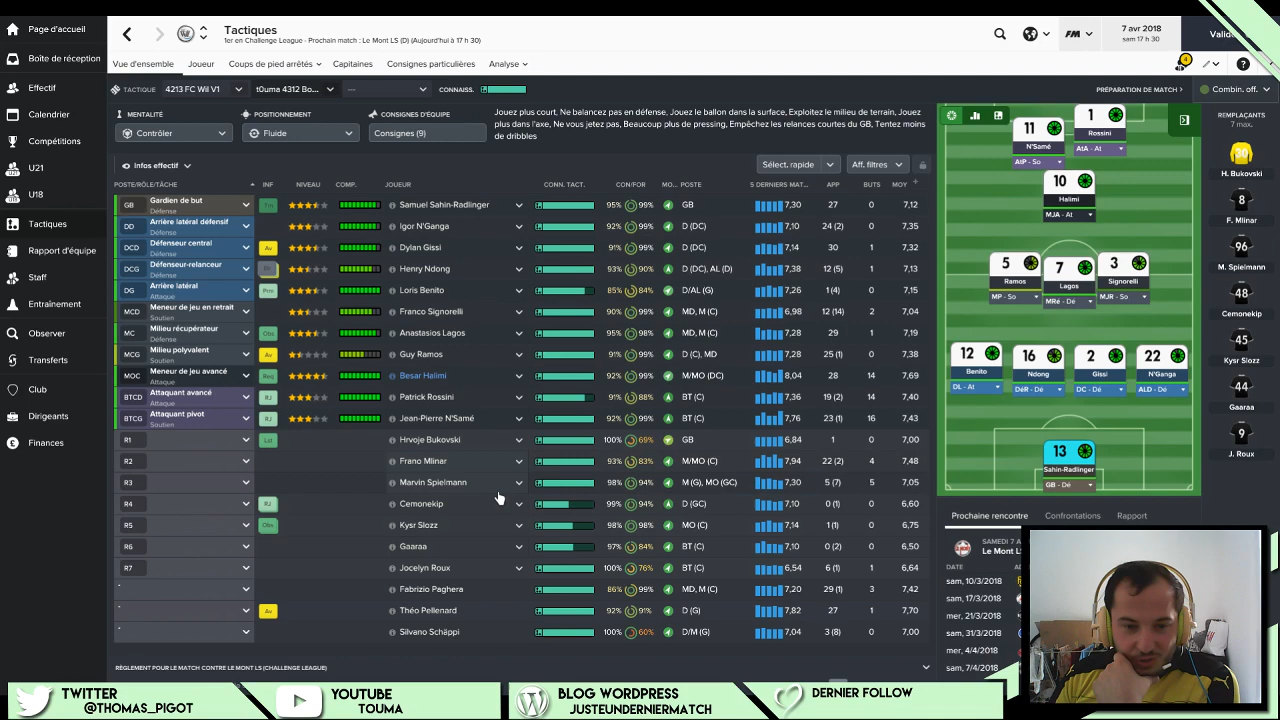 Page d'accueil
Boîte de réception
Effectif
Calendrier
Compétitions
U21
U18
Tactiques
Rapport d'équipe
Staff
Entrainement
Observer
Transferts
Club
Dirigeants
Finances
Tactiques
1er en Challenge League - Prochain match : Le Mont LS (D) (Aujourd'hui à 17 h 30)
FM
7 avr 2018
sam 17 h 30
Vue d'ensemble Joueur Coups de pied arrêtés Capitaines Consignes particulières Analyse
TACTIQUE 4213 FC Wil V1 t0uma 4312 Bo... --- CONNAISS. PRÉPARATION DE MATCH Combin. off.
MENTALITÉ POSITIONNEMENT CONSIGNES D'ÉQUIPE
Contrôler Fluide Consignes (9)
Jouez plus court, Ne balancez pas en défense, Jouez le ballon dans la surface, Exploitez le milieu de terrain, Jouez
plus dans l'axe, Ne vous jetez pas, Beaucoup plus de pressing, Empêchez les relances courtes du GB, Tentez moins
de dribbles
Infos effectif Sélect. rapide Aff. filtres
POSTE/RÔLE/TÂCHE INF NIVEAU JOUEUR CONN. TACT. CON/FOR MO... POSTE 5 DERNIERS MAT... APP BUTS MOY
GB Gardien de but Défense Samuel Sahin-Radlinger 95% 99% GB 7,30 27 0 7,12
DD Arrière latéral défensif Défense Igor N'Ganga 92% 99% D (DC) 7,10 24 (2) 0 7,35
DCD Défenseur central Défense Av Dylan Gissi 91% 99% D (DC) 7,14 30 1 7,32
DCG Défenseur-relanceur Défense Henry Ndong 93% 90% D (DC), AL (D) 7,38 12 (5) 1 7,13
DG Arrière latéral Attaque Loris Benito 85% 84% D/AL (G) 7,26 1 (4) 0 7,15
MCD Meneur de jeu en retrait Soutien Franco Signorelli 90% 99% MD, M (C) 6,98 12 (14) 2 7,04
MC Milieu récupérateur Défense Anastasios Lagos 95% 98% MD, M (C) 7,28 29 1 7,19
MCG Milieu polyvalent Soutien Av Guy Ramos 91% 99% D (C), MD 7,28 25 (1) 0 7,38
MOC Meneur de jeu avancé Attaque Besar Halimi 92% 99% M/MO (DC) 8,04 28 14 7,69
BTCD Attaquant avancé Attaque RJ Patrick Rossini 91% 88% BT (C) 7,36 19 (2) 14 7,40
BTCG Attaquant pivot Soutien RJ Jean-Pierre N'Samé 92% 99% BT (C) 7,76 23 (1) 16 7,43
R1 Hrvoje Bukovski 100% 69% GB 6,84 1 0 7,00
R2 Frano Mlinar 93% 83% M/MO (C) 7,94 22 (2) 4 7,48
R3 Marvin Spielmann 98% 94% M (G), MO (GC) 7,30 5 (7) 5 7,05
R4 RJ Cemonekip 99% 94% D (GC) 7,10 0 (1) 0 6,60
R5 Kysr Slozz 98% 98% MO (C) 7,14 1 (1) 0 6,75
R6 Gaaraa 97% 84% BT (C) 7,10 0 (2) 0 6,50
R7 Jocelyn Roux 100% 76% BT (C) 6,54 6 (1) 1 6,64
- Fabrizio Paghera 86% 99% MD, M (C) 7,20 29 (1) 3 7,42
- Av Théo Pellenard 92% 91% D (G) 7,82 27 1 7,70
- Silvano Schäppi 100% 60% D/M (G) 7,04 3 (8) 0 7,00
RÈGLEMENT POUR LE MATCH CONTRE LE MONT LS (CHALLENGE LEAGUE)
1
Rossini
AtA - At
11
N'Samé
AtP - So
10
Halimi
MJA - At
5
Ramos
MP - So
7
Lagos
MRé - Dé
3
Signorelli
MJR - So
12
Benito
DL - At
16
Ndong
DéR - Dé
2
Gissi
DC - Dé
22
N'Ganga
ALD - Dé
13
Sahin-Radlinger
GB - Dé
REMPLAÇANTS
7 max.
30
H. Bukovski
8
F. Mlinar
96
M. Spielmann
48
Cemonekip
45
Kysr Slozz
44
Gaaraa
9
J. Roux
Prochaine rencontre Confrontations Rapport
Le Mont LS
DATE
sam, 10/3/2018
sam, 17/3/2018
mer, 21/3/2018
sam, 31/3/2018
mer, 4/4/2018
sam, 7/4/2018
TWITTER
@THOMAS_PIGOT
YOUTUBE
TOUMA
BLOG WORDPRESS
JUSTEUNDERNIERMATCH
DERNIER FOLLOW